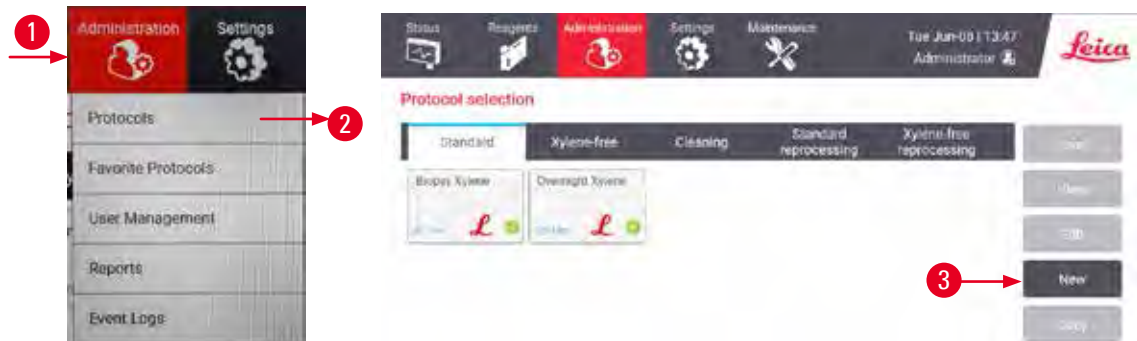 1
Administration
Settings
Protocols
2
Favorite Protocols
User Management
Reports
Event Logs
Status
Reagents
Administration
Settings
Maintenance
Tue Jun-08 | 13:47
Administrator
Leica
Protocol selection
Standard
Xylene-free
Cleaning
Standard
reprocessing
Xylene-free
reprocessing
Biopsy Xylene
Overnight Xylene
L
L
Edit
3
New
Copy